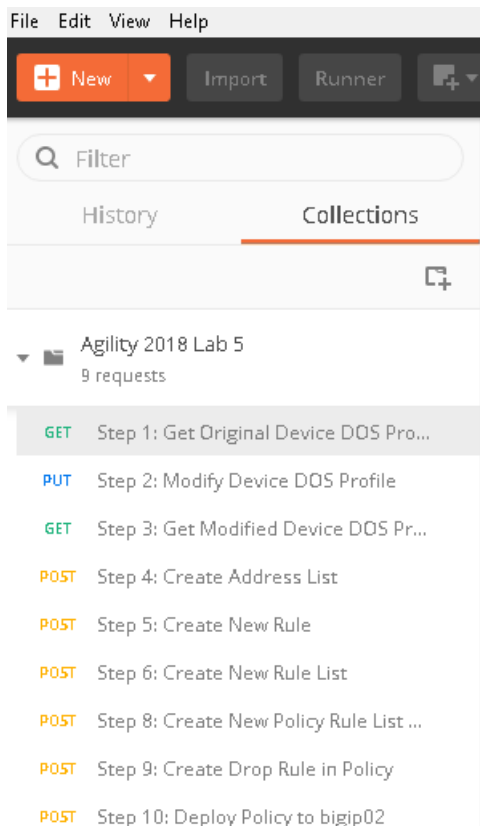 File Edit View Help
New Import Runner
Filter
History Collections
Agility 2018 Lab 5
9 requests
GET Step 1: Get Original Device DOS Pro...
PUT Step 2: Modify Device DOS Profile
GET Step 3: Get Modified Device DOS Pr...
POST Step 4: Create Address List
POST Step 5: Create New Rule
POST Step 6: Create New Rule List
POST Step 8: Create New Policy Rule List ...
POST Step 9: Create Drop Rule in Policy
POST Step 10: Deploy Policy to bigip02